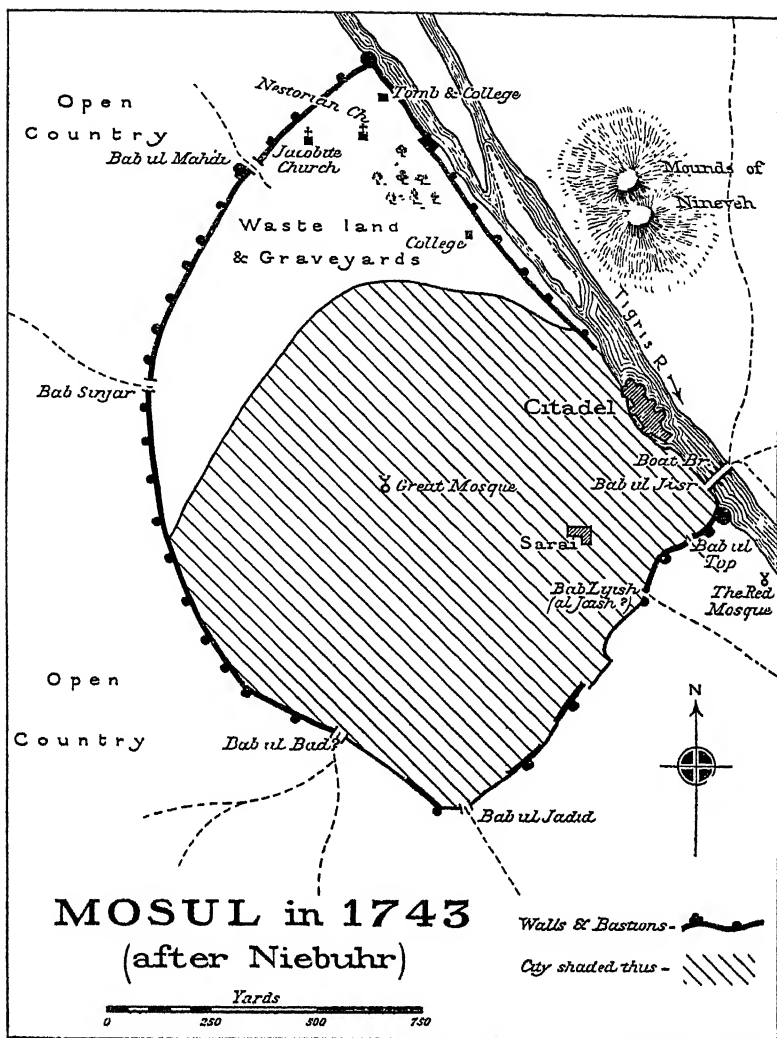 Open
Country
Nestorian Ch.
Tomb & College
Bab ul Mahdi
Jacobite
Church
Mounds of
Nineveh
Waste land
& Graveyards
College
Tigris R.
Bab Sinjar
Citadel
Boat Br.
Bab ul Jisr
Great Mosque
Sarai
Bab ul
Top
Bab Lyish
(al Jaish ?)
The Red
Mosque
Open
Country
N
Bab ul Bad?
Bab ul Jadid
MOSUL in 1743
(after Niebuhr)
Walls & Bastions -
City shaded thus -
Yards
0 250 500 750